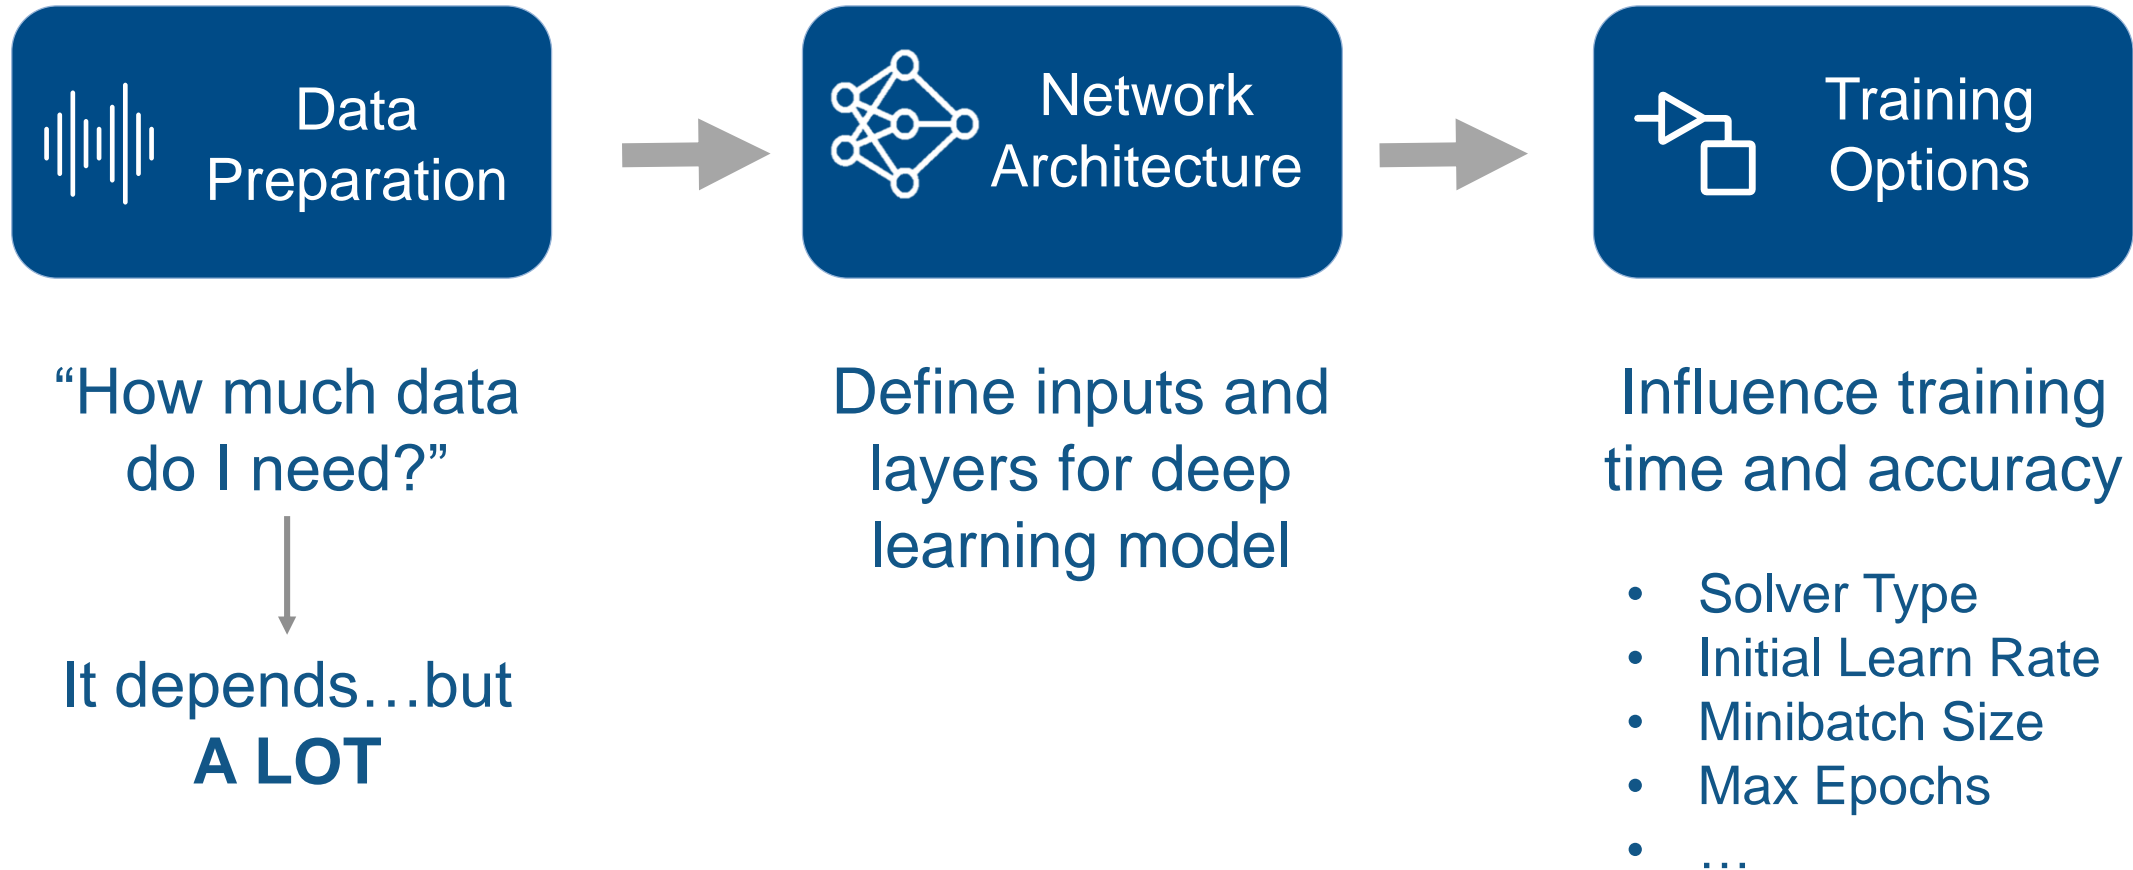 Data
Preparation
Network
Architecture
Training
Options
“How much data
do I need?”
It depends…but
A LOT
Define inputs and
layers for deep
learning model
Influence training
time and accuracy
• Solver Type
• Initial Learn Rate
• Minibatch Size
• Max Epochs
• …